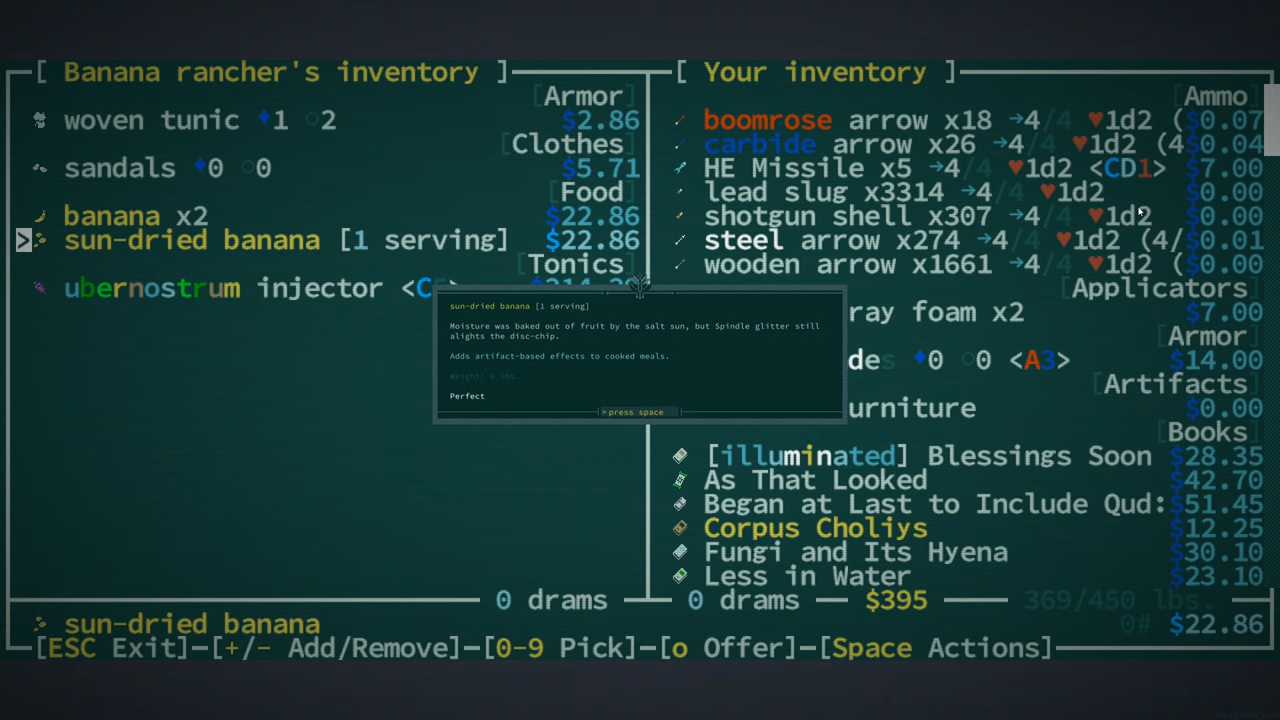 [ Banana rancher's inventory ]
[Armor]
woven tunic ♦1 ○2 $2.86
[Clothes]
sandals ♦0 ○0 $5.71
[Food]
banana x2 $22.86
> sun-dried banana [1 serving] $22.86
[Tonics]
ubernostrum injector <C
[ Your inventory ]
[Ammo]
boomrose arrow x18 →4/4 ♥1d2 ( $0.07
carbide arrow x26 →4/4 ♥1d2 (4 $0.04
HE Missile x5 →4/4 ♥1d2 <CD1> $7.00
lead slug x3314 →4/4 ♥1d2 $0.00
shotgun shell x307 →4/4 ♥1d2 $0.00
steel arrow x274 →4/4 ♥1d2 (4/ $0.01
wooden arrow x1661 →4/4 ♥1d2 ( $0.00
[Applicators]
ray foam x2 $7.00
[Armor]
des ♦0 ○0 <A3> $14.00
[Artifacts]
urniture $0.00
[Books]
[illuminated] Blessings Soon $28.35
As That Looked $42.70
Began at Last to Include Qud: $51.45
Corpus Choliys $12.25
Fungi and Its Hyena $30.10
Less in Water $23.10
sun-dried banana [1 serving]
Moisture was baked out of fruit by the salt sun, but Spindle glitter still
alights the disc-chip.
Adds artifact-based effects to cooked meals.
Weight: 0 lbs.
Perfect
> press space
0 drams 0 drams $395 369/450 lbs.
sun-dried banana 0# $22.86
[ESC Exit] [+/- Add/Remove] [0-9 Pick] [o Offer] [Space Actions]